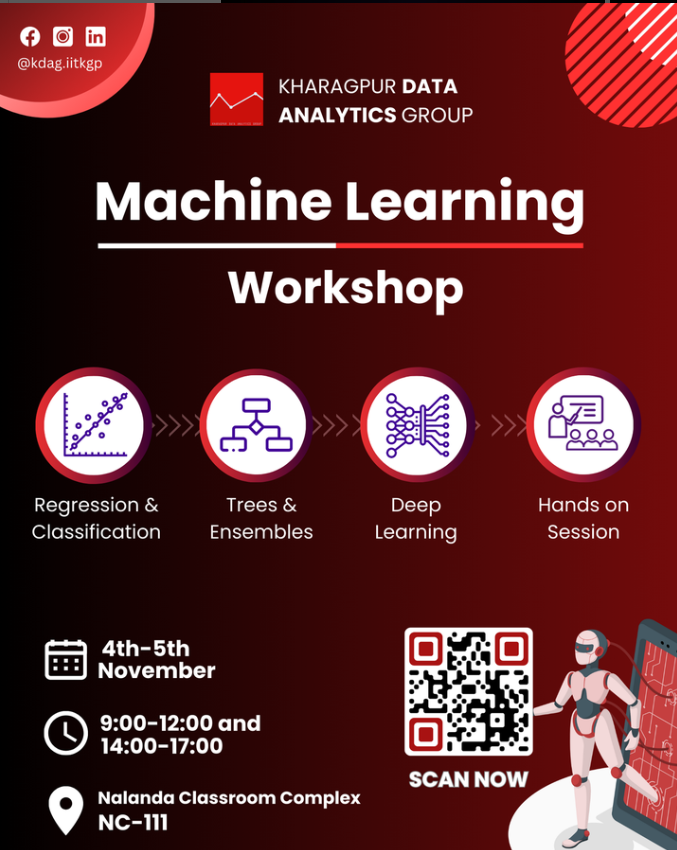 @kdag.iitkgp
KHARAGPUR DATA
ANALYTICS GROUP
Machine Learning
Workshop
Regression &
Classification
Trees &
Ensembles
Deep
Learning
Hands on
Session
4th-5th
November
9:00-12:00 and
14:00-17:00
Nalanda Classroom Complex
NC-111
SCAN NOW